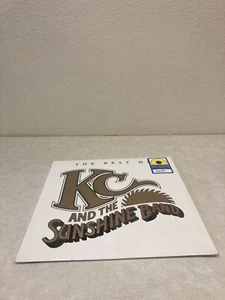 THE BEST OF
KC
AND THE
SUNSHINE BAND